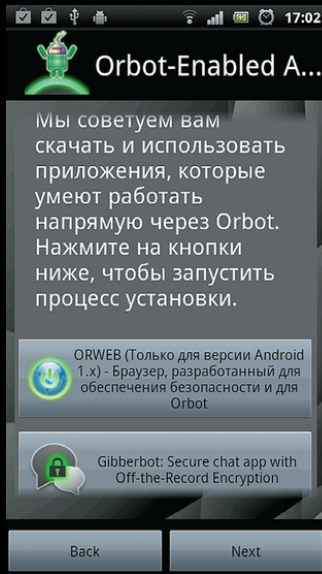 17:02
Orbot-Enabled A...
Мы советуем вам
скачать и использовать
приложения, которые
умеют работать
напрямую через Orbot.
Нажмите на кнопки
ниже, чтобы запустить
процесс установки.
ORWEB (Только для версии Android
1.x) - Браузер, разработанный для
обеспечения безопасности и для
Orbot
Gibberbot: Secure chat app with
Off-the-Record Encryption
Back
Next